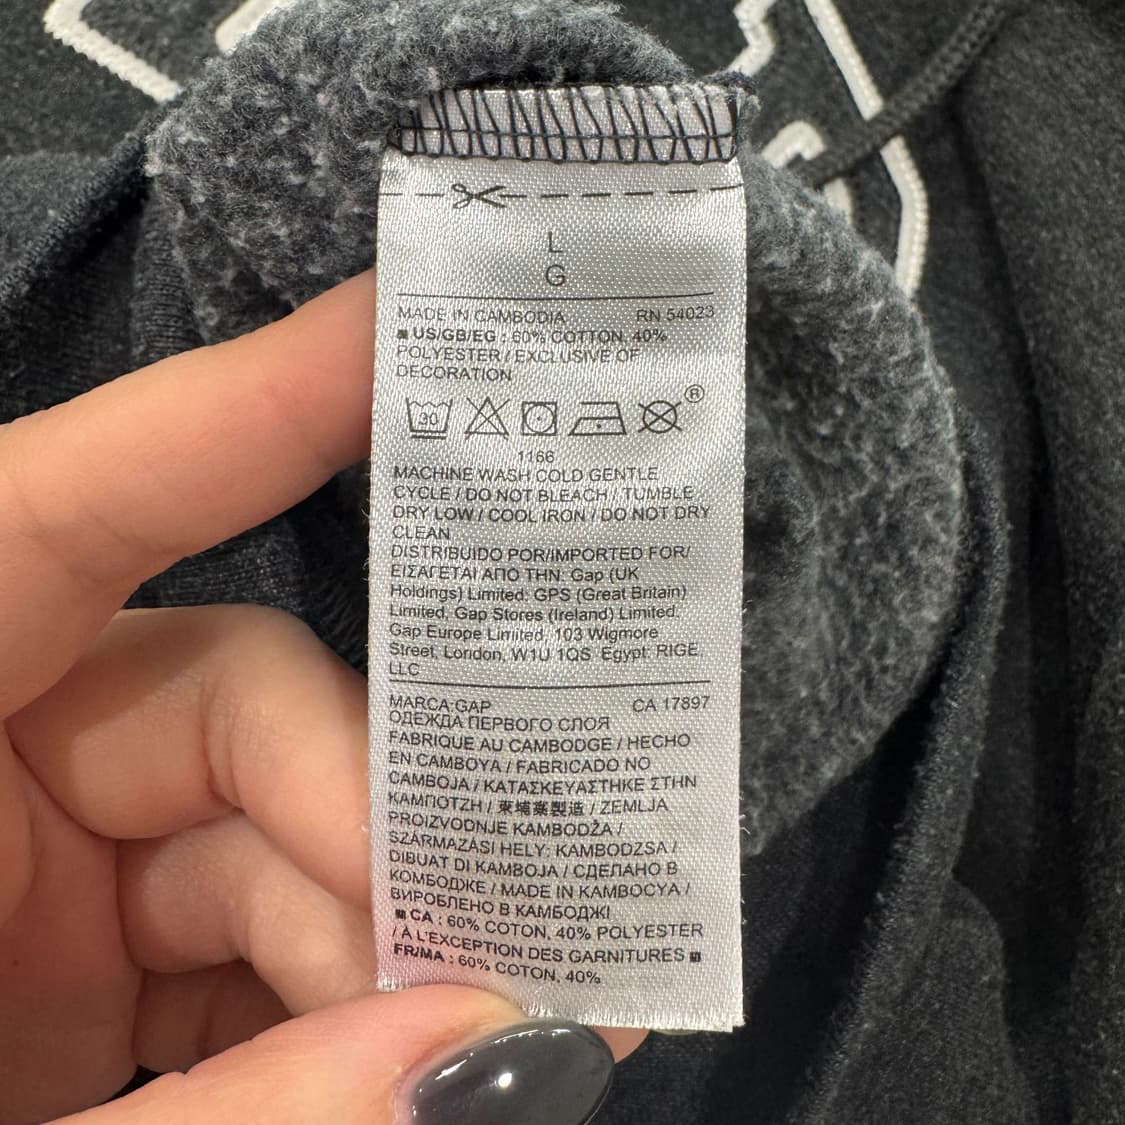 L
G
MADE IN CAMBODIA RN 54023
■ US/GB/EG : 60% COTTON, 40%
POLYESTER / EXCLUSIVE OF
DECORATION
30 ®
1166
MACHINE WASH COLD GENTLE
CYCLE / DO NOT BLEACH / TUMBLE
DRY LOW / COOL IRON / DO NOT DRY
CLEAN
DISTRIBUIDO POR/IMPORTED FOR/
ΕΙΣΑΓΕΤΑΙ ΑΠΟ ΤΗΝ: Gap (UK
Holdings) Limited: GPS (Great Britain)
Limited, Gap Stores (Ireland) Limited.
Gap Europe Limited, 103 Wigmore
Street, London, W1U 1QS Egypt: RIGE,
LLC
MARCA:GAP CA 17897
ОДЕЖДА ПЕРВОГО СЛОЯ
FABRIQUE AU CAMBODGE / HECHO
EN CAMBOYA / FABRICADO NO
CAMBOJA / ΚΑΤΑΣΚΕΥΑΣΤΗΚΕ ΣΤΗΝ
ΚΑΜΠΟΤΖΗ / 柬埔寨製造 / ZEMLJA
PROIZVODNJE KAMBODŽA /
SZÁRMAZÁSI HELY: KAMBODZSA /
DIBUAT DI KAMBOJA / СДЕЛАНО В
КОМБОДЖЕ / MADE IN KAMBOCYA /
ВИРОБЛЕНО В КАМБОДЖІ
■ CA : 60% COTON, 40% POLYESTER
/ À L'EXCEPTION DES GARNITURES ■
FR/MA : 60% COTON, 40%